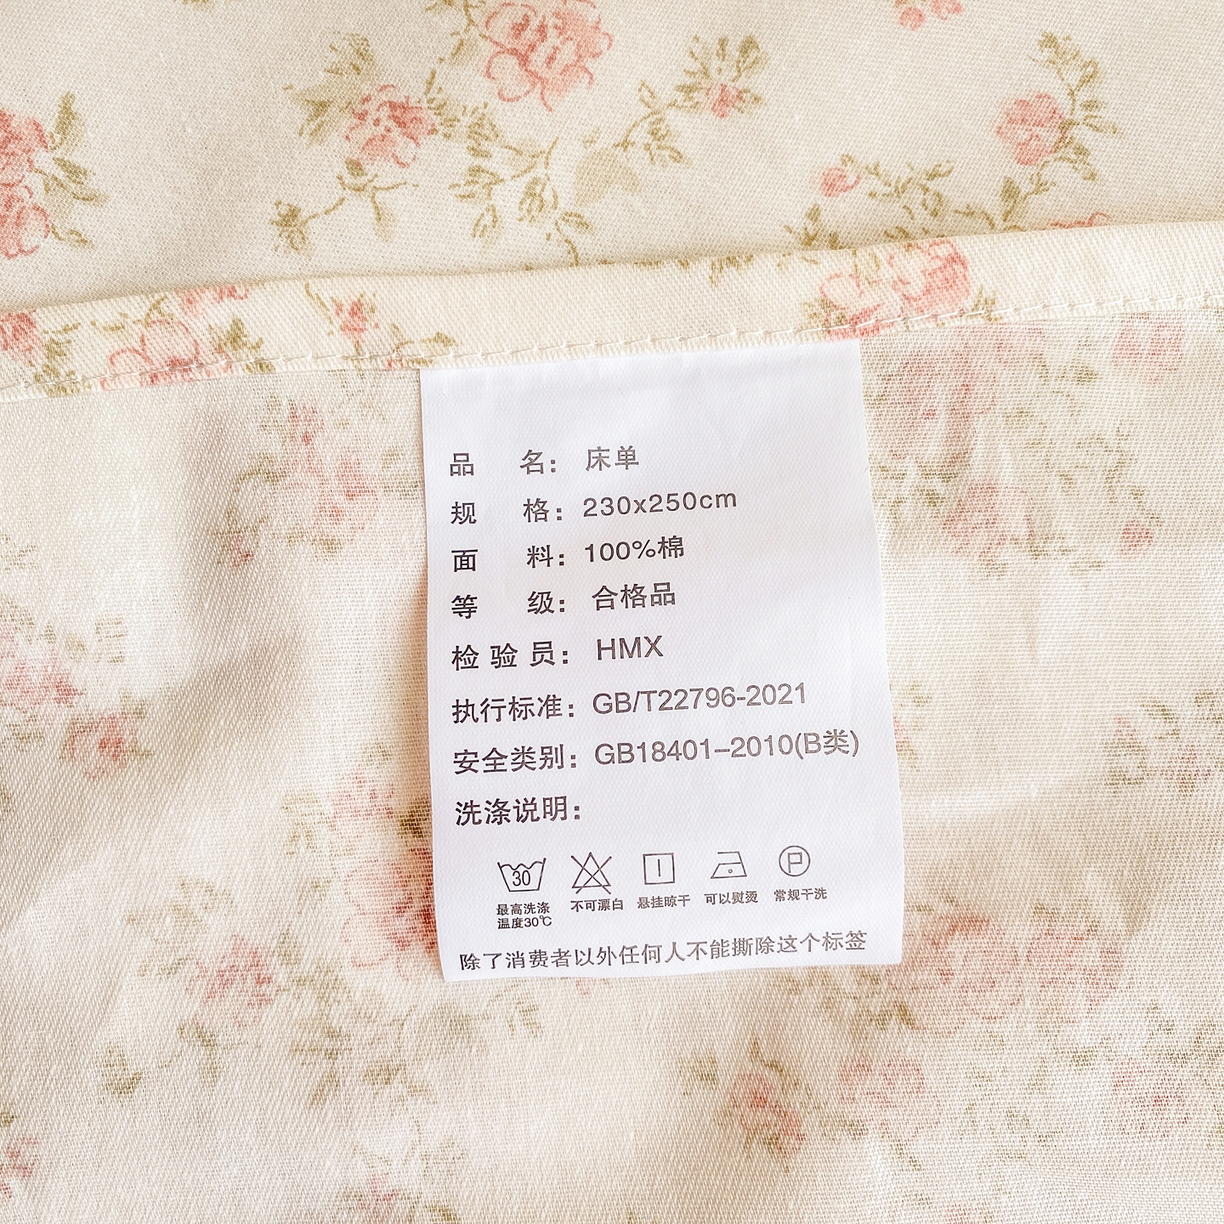 品 名：床单
规 格：230x250cm
面 料：100%棉
等 级：合格品
检 验 员：HMX
执行标准：GB/T22796-2021
安全类别：GB18401–2010(B类)
洗涤说明：
30 P
最高洗涤 不可漂白 悬挂晾干 可以熨烫 常规干洗
温度30℃
除了消费者以外任何人不能撕除这个标签